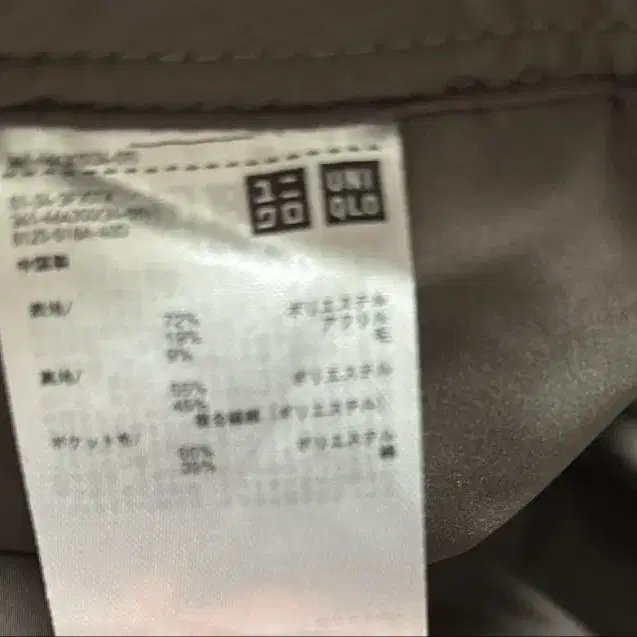 ユニ
クロ
UNI
QLO
中国製
表地/
72% ポリエステル
19% アクリル
9% 毛
裏地/
55% ポリエステル
45% 複合繊維(ポリエステル)
ポケット布/
ポリエステル
35% 綿